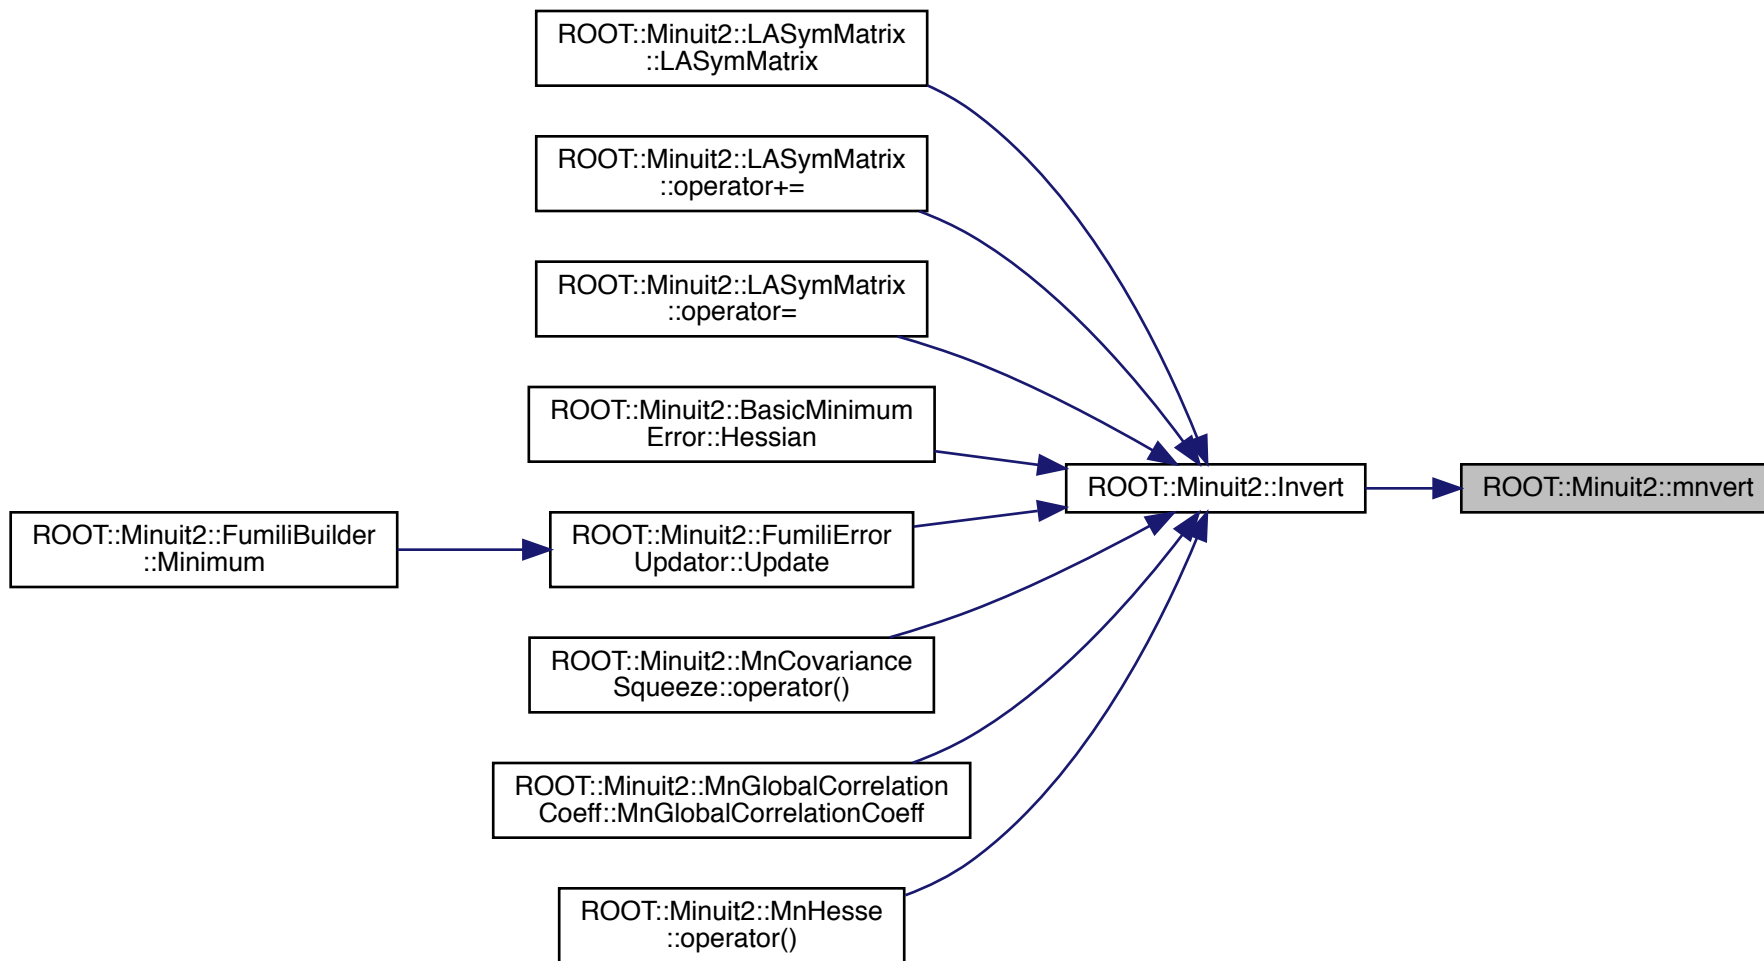 ROOT::Minuit2::LASymMatrix
::LASymMatrix
ROOT::Minuit2::LASymMatrix
::operator+=
ROOT::Minuit2::LASymMatrix
::operator=
ROOT::Minuit2::BasicMinimum
Error::Hessian
ROOT::Minuit2::Invert
ROOT::Minuit2::mnvert
ROOT::Minuit2::FumiliBuilder
::Minimum
ROOT::Minuit2::FumiliError
Updator::Update
ROOT::Minuit2::MnCovariance
Squeeze::operator()
ROOT::Minuit2::MnGlobalCorrelation
Coeff::MnGlobalCorrelationCoeff
ROOT::Minuit2::MnHesse
::operator()